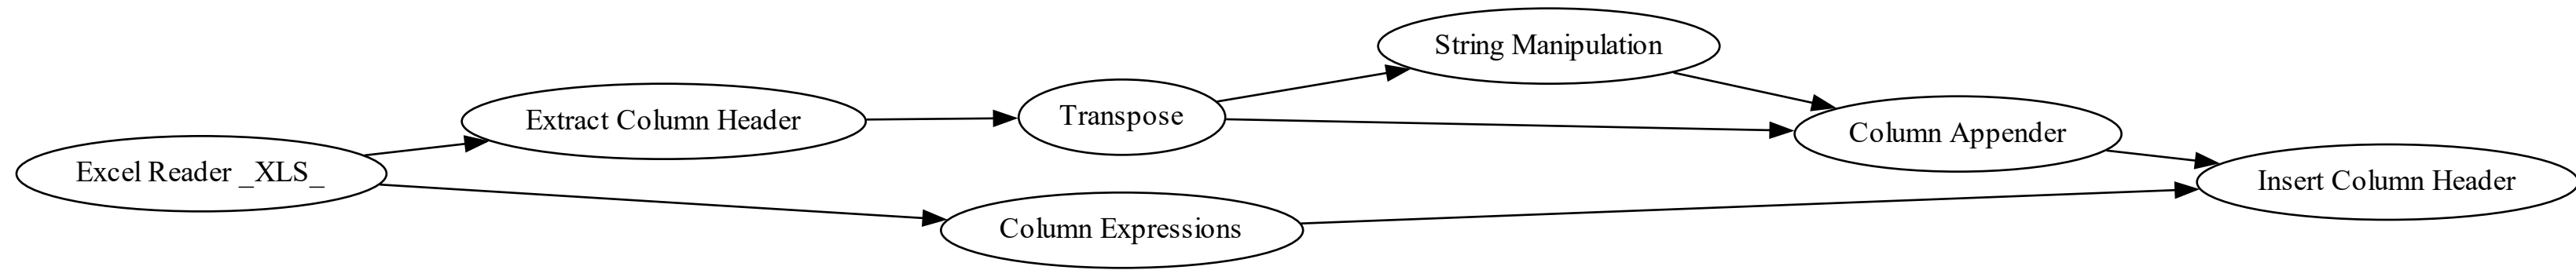 String Manipulation
Extract Column Header
Transpose
Column Appender
Excel Reader _XLS_
Insert Column Header
Column Expressions